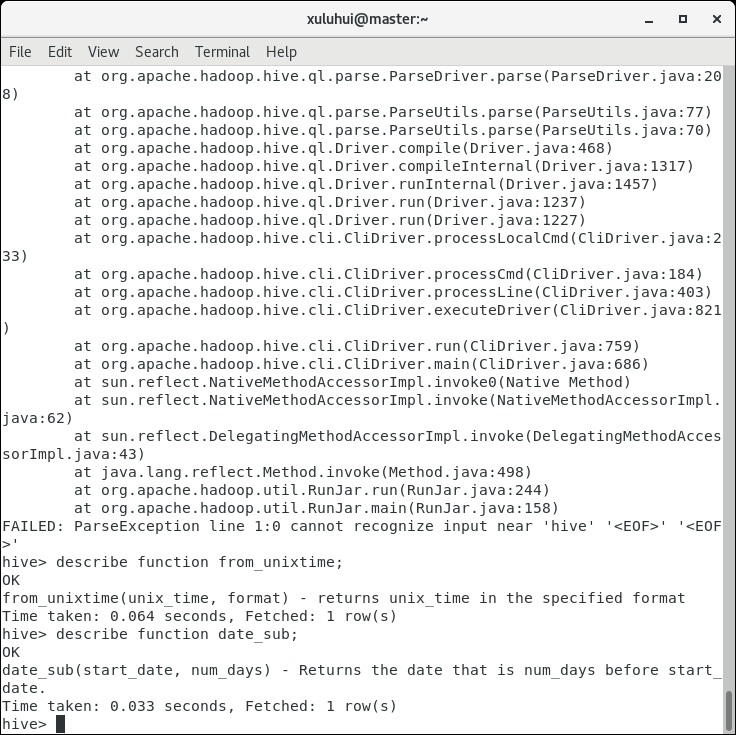 xuluhui@master:~
File Edit View Search Terminal Help
at org.apache.hadoop.hive.ql.parse.ParseDriver.parse(ParseDriver.java:20
8)
at org.apache.hadoop.hive.ql.parse.ParseUtils.parse(ParseUtils.java:77)
at org.apache.hadoop.hive.ql.parse.ParseUtils.parse(ParseUtils.java:70)
at org.apache.hadoop.hive.ql.Driver.compile(Driver.java:468)
at org.apache.hadoop.hive.ql.Driver.compileInternal(Driver.java:1317)
at org.apache.hadoop.hive.ql.Driver.runInternal(Driver.java:1457)
at org.apache.hadoop.hive.ql.Driver.run(Driver.java:1237)
at org.apache.hadoop.hive.ql.Driver.run(Driver.java:1227)
at org.apache.hadoop.hive.cli.CliDriver.processLocalCmd(CliDriver.java:2
33)
at org.apache.hadoop.hive.cli.CliDriver.processCmd(CliDriver.java:184)
at org.apache.hadoop.hive.cli.CliDriver.processLine(CliDriver.java:403)
at org.apache.hadoop.hive.cli.CliDriver.executeDriver(CliDriver.java:821
)
at org.apache.hadoop.hive.cli.CliDriver.run(CliDriver.java:759)
at org.apache.hadoop.hive.cli.CliDriver.main(CliDriver.java:686)
at sun.reflect.NativeMethodAccessorImpl.invoke0(Native Method)
at sun.reflect.NativeMethodAccessorImpl.invoke(NativeMethodAccessorImpl.
java:62)
at sun.reflect.DelegatingMethodAccessorImpl.invoke(DelegatingMethodAcces
sorImpl.java:43)
at java.lang.reflect.Method.invoke(Method.java:498)
at org.apache.hadoop.util.RunJar.run(RunJar.java:244)
at org.apache.hadoop.util.RunJar.main(RunJar.java:158)
FAILED: ParseException line 1:0 cannot recognize input near 'hive' '<EOF>' '<EOF
>'
hive> describe function from_unixtime;
OK
from_unixtime(unix_time, format) - returns unix_time in the specified format
Time taken: 0.064 seconds, Fetched: 1 row(s)
hive> describe function date_sub;
OK
date_sub(start_date, num_days) - Returns the date that is num_days before start_
date.
Time taken: 0.033 seconds, Fetched: 1 row(s)
hive>